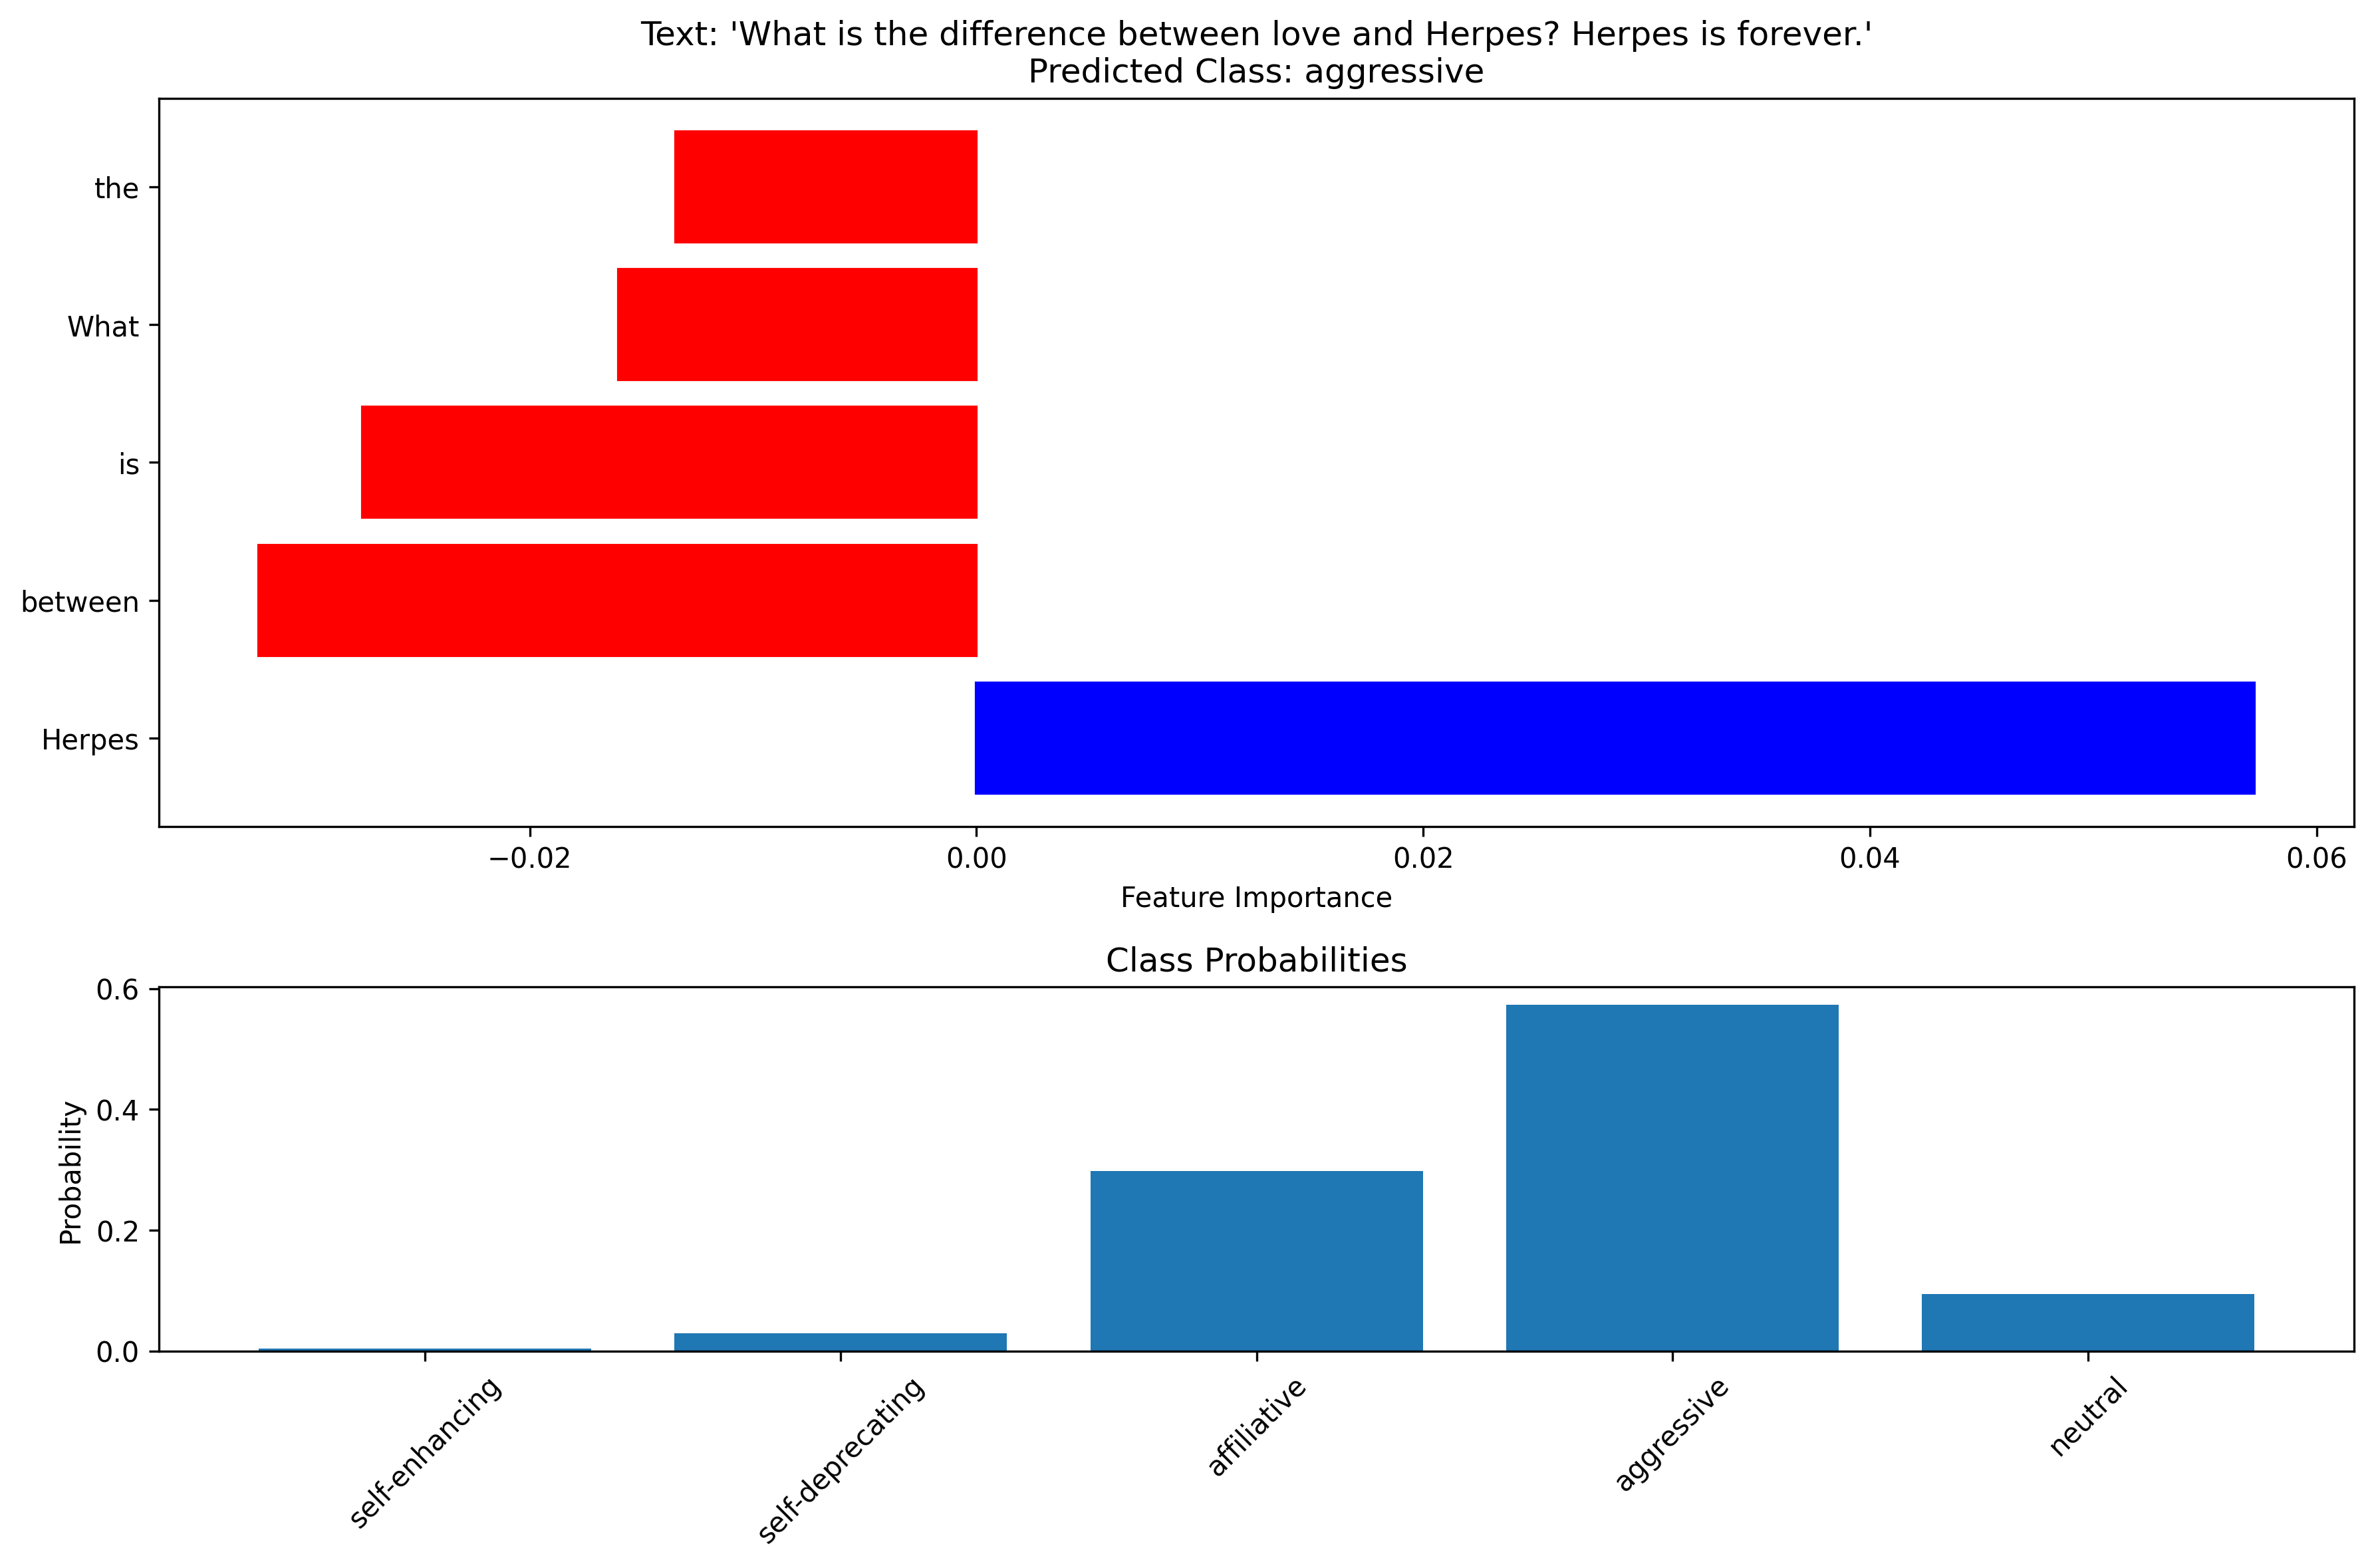 Text: 'What is the difference between love and Herpes? Herpes is forever.'
Predicted Class: aggressive
the
What
is
between
Herpes
−0.02 0.00 0.02 0.04 0.06
Feature Importance
Class Probabilities
0.6
0.4
0.2
0.0
Probability
self-enhancing
self-deprecating
affiliative
aggressive
neutral